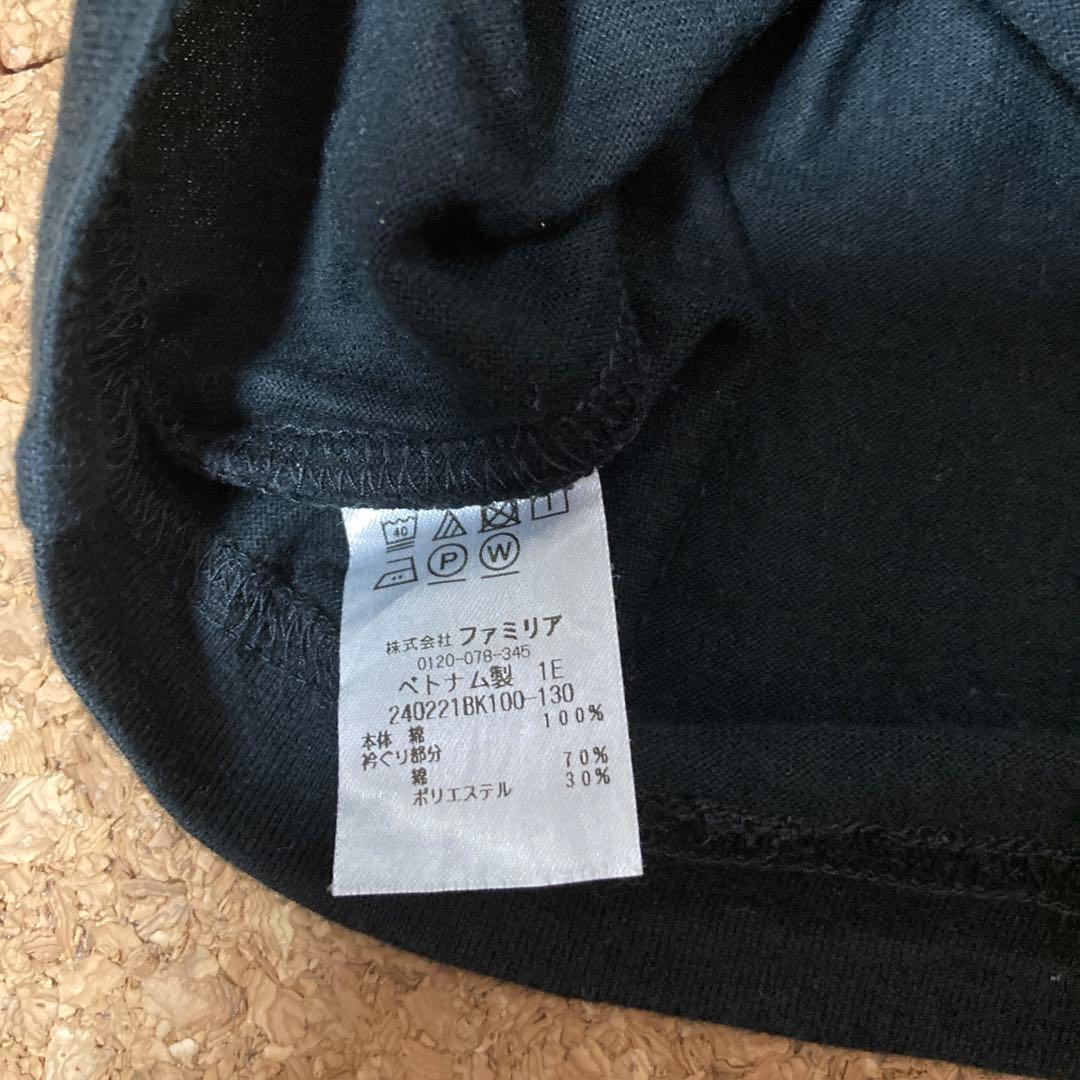 40
P W
株式会社 ファミリア
0120-078-345
ベトナム製 1E
240221BK100-130
本体 綿 100%
衿ぐり部分
綿 70%
ポリエステル 30%